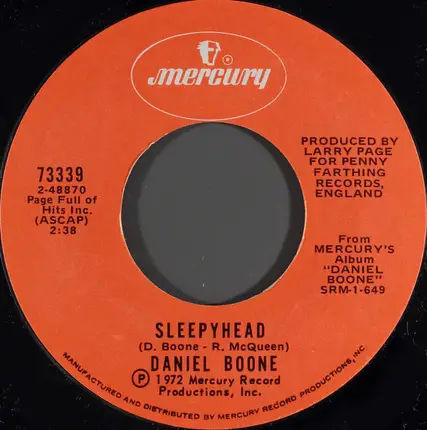 mercury
®
73339
2-48870
Page Full of
Hits Inc.
(ASCAP)
2:38
PRODUCED BY
LARRY PAGE
FOR PENNY
FARTHING
RECORDS,
ENGLAND
From
MERCURY'S
Album
"DANIEL
BOONE"
SRM-1-649
SLEEPYHEAD
(D. Boone - R. McQueen)
DANIEL BOONE
℗ 1972 Mercury Record
Productions, Inc.
MANUFACTURED AND DISTRIBUTED BY MERCURY RECORD PRODUCTIONS, INC.